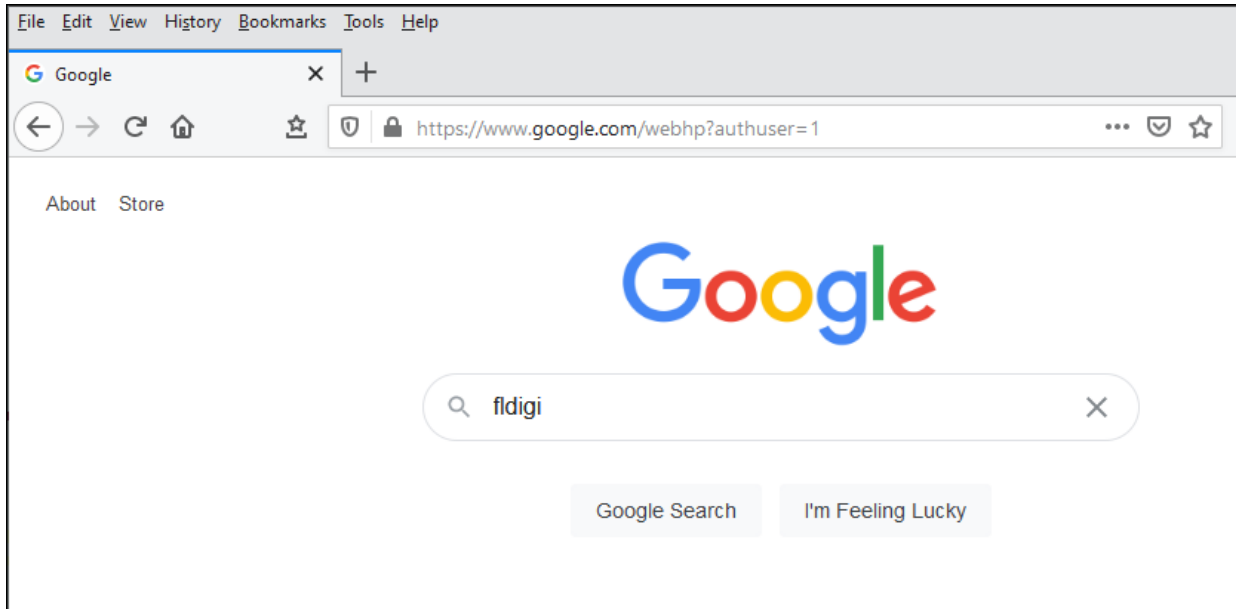 File Edit View History Bookmarks Tools Help
Google
https://www.google.com/webhp?authuser=1
About Store
Google
fldigi
Google Search I'm Feeling Lucky